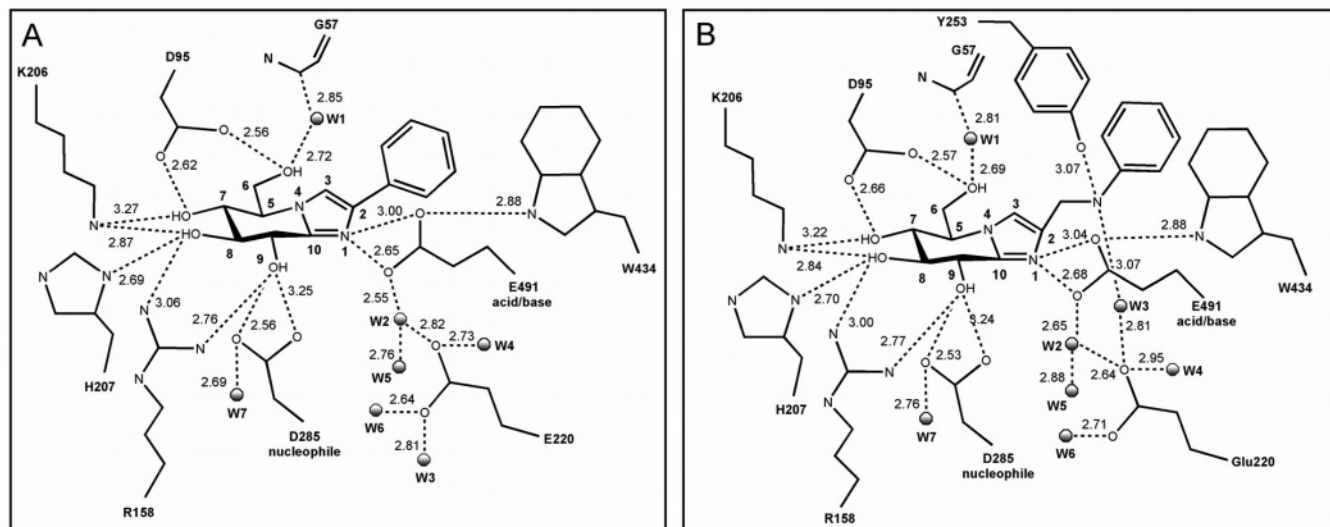 A
G57
D95
K206
N
2.85
W1
O
2.56
O
2.62
2.72
OH
6
3
N
3.27
HO
7
5
4
N
2
3.00
O
2.88
N
2.87
HO
8
10
N
1
2.65
9
OH
O
W434
N
N
2.69
3.06
3.25
2.55
E491
acid/base
N
2.76
2.56
W2
2.82
2.73
W4
N
O
O
O
2.76
H207
N
2.69
W5
W7
2.64
O
W6
D285
nucleophile
2.81
E220
W3
R158
B
Y253
G57
D95
K206
N
2.81
W1
O
O
2.57
2.69
3.07
O
2.66
OH
6
N
3
3.22
HO
7
5
4
N
2
2.88
N
N
2.84
HO
8
10
N
1
3.04
O
9
OH
2.68
3.07
O
W434
N
N
2.70
3.00
3.24
W3
E491
acid/base
N
2.77
2.53
2.65
2.81
W2
N
O
O
2.64
O
2.95
W4
H207
N
2.76
2.88
W5
W7
2.71
O
W6
D285
nucleophile
Glu220
R158